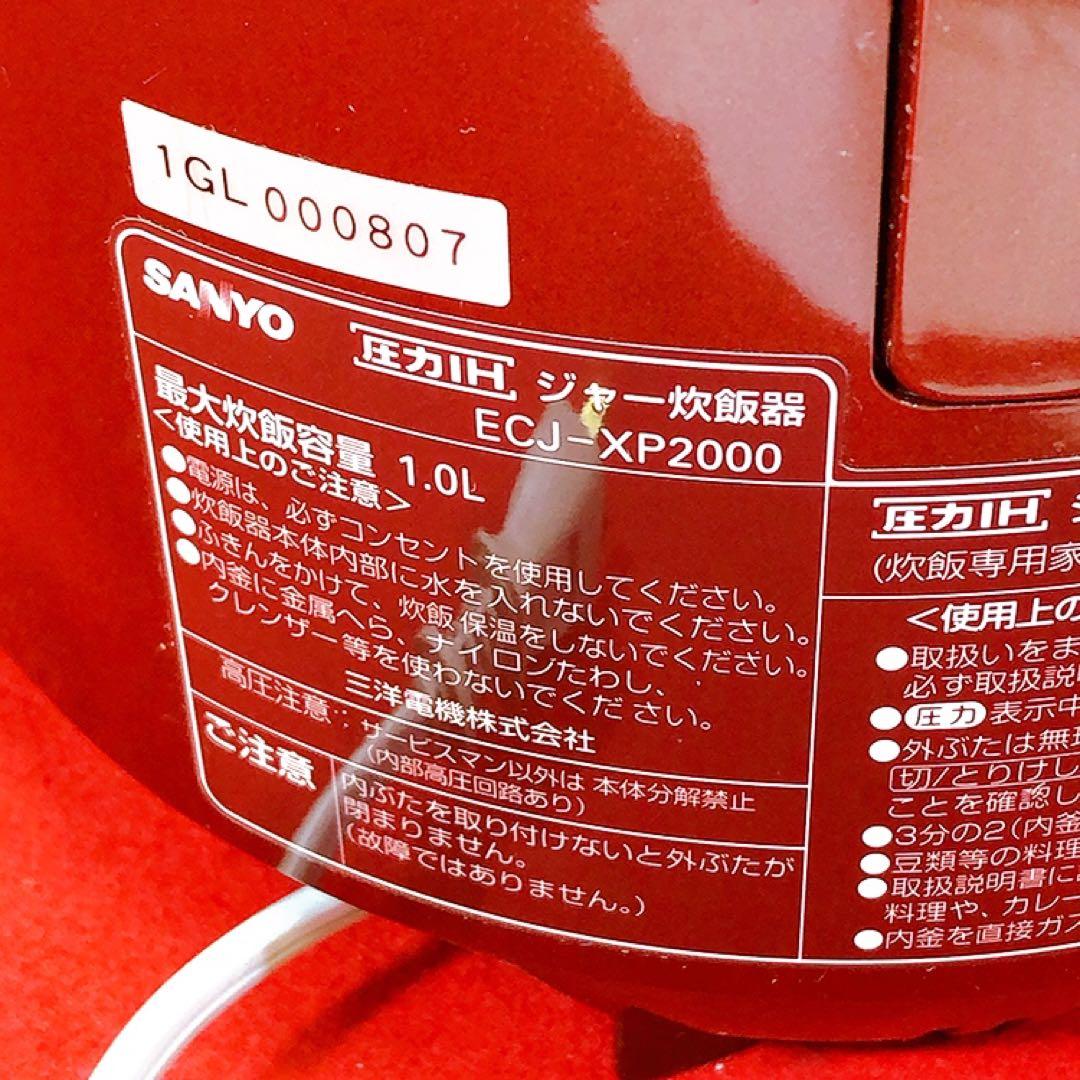 1GL 000807
SANYO
圧力IH ジャー炊飯器
ECJ-XP2000
最大炊飯容量 1.0L
<使用上のご注意>
●電源は、必ずコンセントを使用してください。
●炊飯器本体内部に水を入れないでください。
●ふきんをかけて、炊飯保温をしないでください。
●内釜に金属へら、ナイロンたわし、
クレンザー等を使わないでください。
三洋電機株式会社
高圧注意:サービスマン以外は 本体分解禁止
(内部高圧回路あり)
ご注意
内ぶたを取り付けないと外ぶたが
閉まりません。
(故障ではありません。)
圧力IH
(炊飯専用家
<使用上の
●取扱いをま
必ず取扱説
●圧力表示中
●外ぶたは無理
切/とりけし
ことを確認し
●3分の2(内釜
●豆類等の料理
●取扱説明書に
料理や、カレー
●内釜を直接ガス